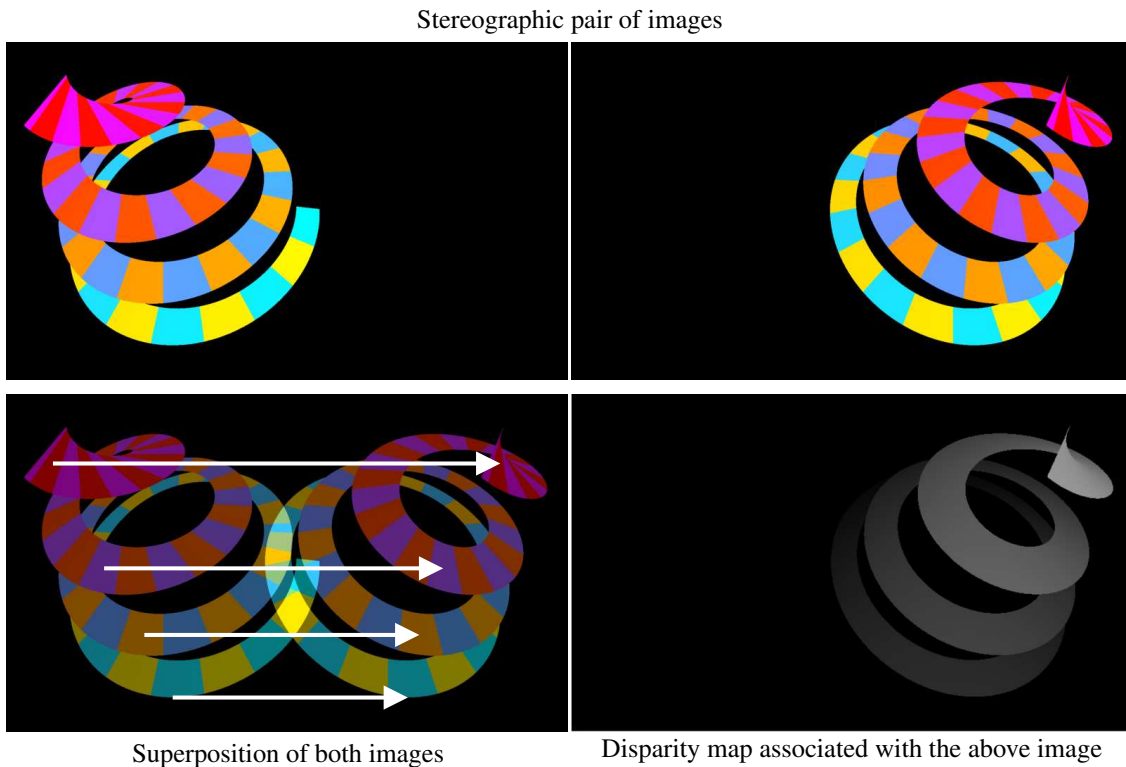 Stereographic pair of images
Superposition of both images
Disparity map associated with the above image